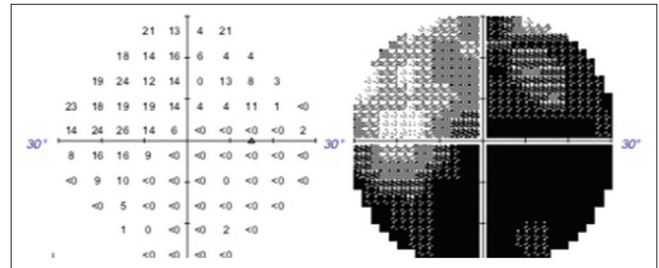 21 13 4 21
18 14 16 6 4 4
19 24 12 14 0 13 8 3
23 18 19 19 14 4 4 11 1 <0
14 24 26 14 6 <0 <0 <0 <0 2
30° 30° 30°
8 16 16 9 <0 <0 <0 <0 <0 <0
<0 9 10 <0 <0 <0 0 <0 <0 <0
<0 5 <0 <0 <0 <0 <0 <0
1 0 <0 <0 2 <0
<0 <0 <0 <0